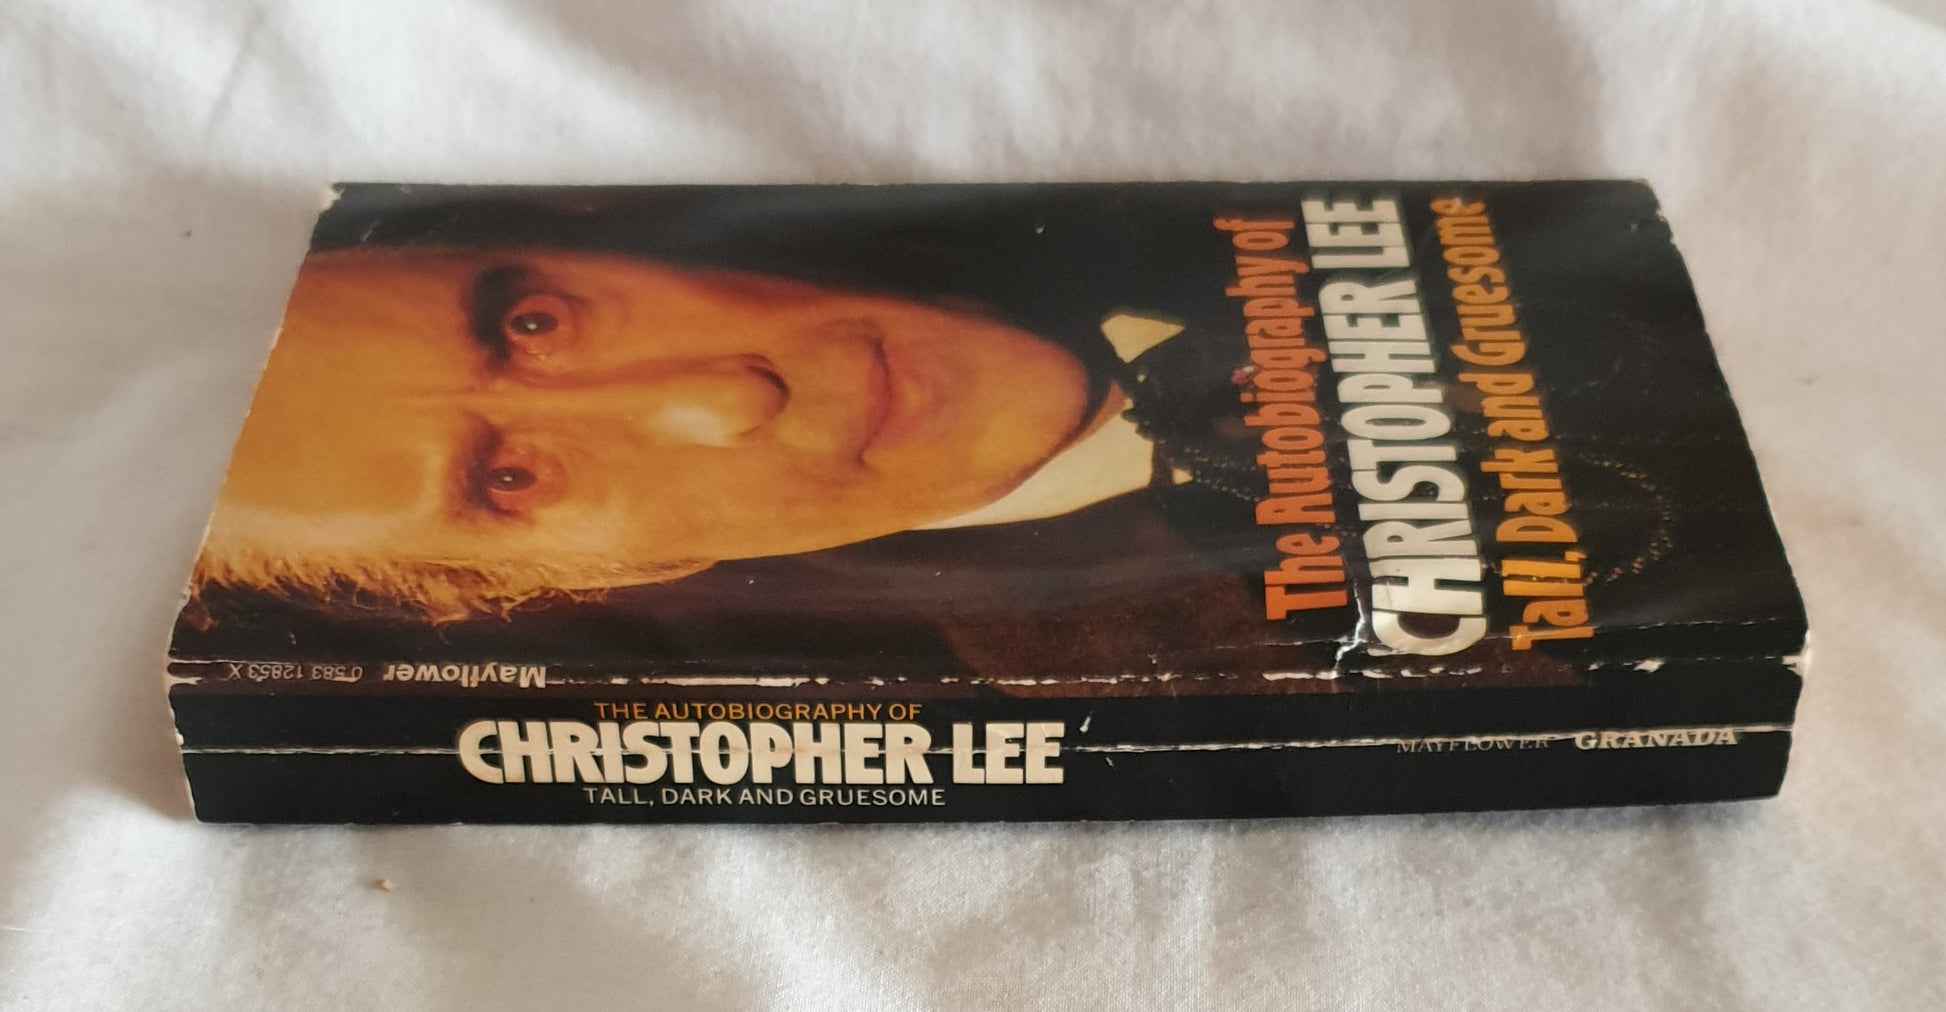 The Autobiography of
CHRISTOPHER LEE
Tall, Dark and Gruesome
Mayflower 0 583 12853 X
THE AUTOBIOGRAPHY OF
CHRISTOPHER LEE
TALL, DARK AND GRUESOME
MAYFLOWER GRANADA